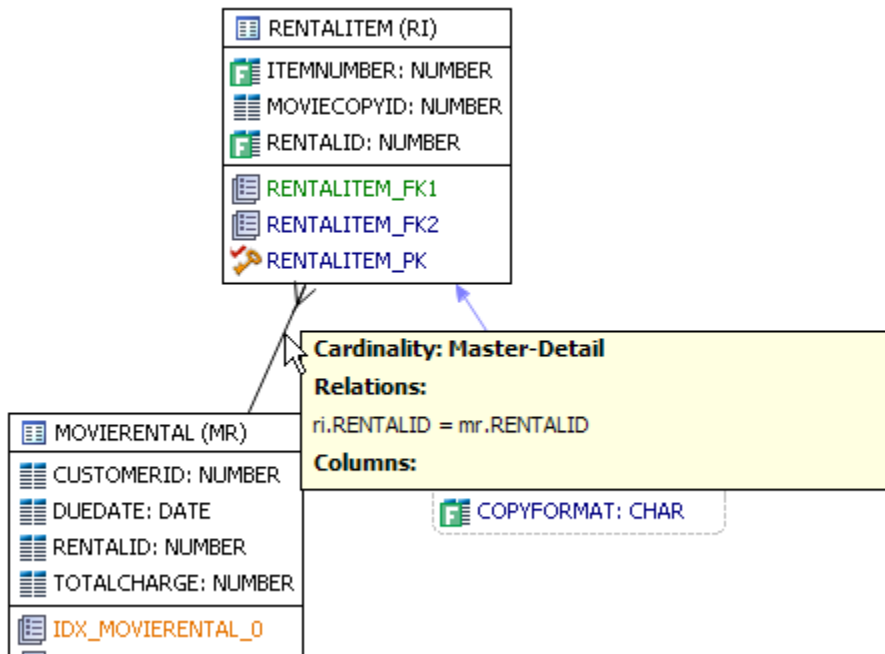 RENTALITEM (RI)
ITEMNUMBER: NUMBER
MOVIECOPYID: NUMBER
RENTALID: NUMBER
RENTALITEM_FK1
RENTALITEM_FK2
RENTALITEM_PK
Cardinality: Master-Detail
Relations:
ri.RENTALID = mr.RENTALID
Columns:
MOVIERENTAL (MR)
CUSTOMERID: NUMBER
DUEDATE: DATE
RENTALID: NUMBER
TOTALCHARGE: NUMBER
IDX_MOVIERENTAL_0
COPYFORMAT: CHAR